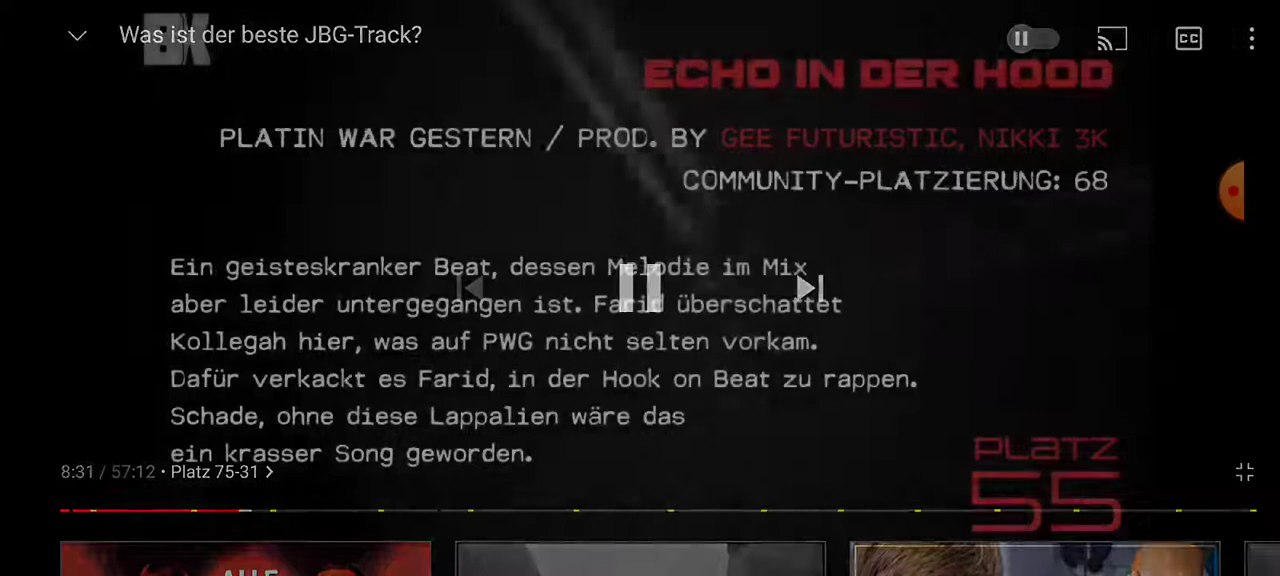 Was ist der beste JBG-Track?
BK
CC
ECHO IN DER HOOD
PLATIN WAR GESTERN / PROD. BY GEE FUTURISTIC, NIKKI 3K
COMMUNITY-PLATZIERUNG: 68
Ein geisteskranker Beat, dessen Melodie im Mix
aber leider untergegangen ist. Farid überschattet
Kollegah hier, was auf PWG nicht selten vorkam.
Dafür verkackt es Farid, in der Hook on Beat zu rappen.
Schade, ohne diese Lappalien wäre das
ein krasser Song geworden.
8:31 / 57:12 • Platz 75-31 >
PLATZ
55